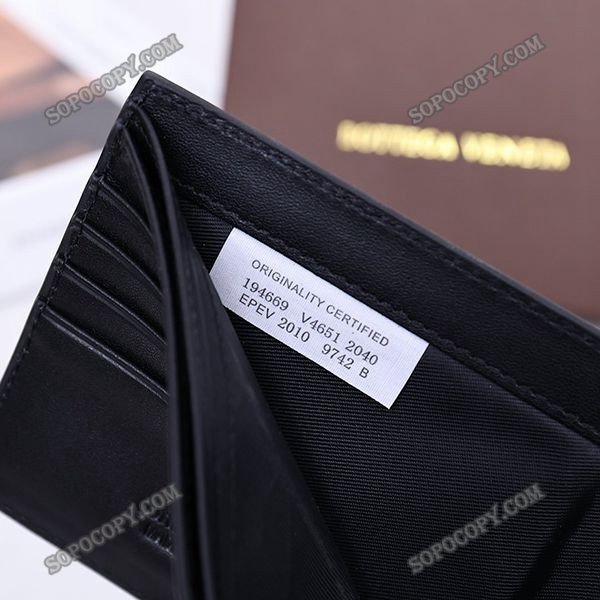 SOPOCOPY.COM
SOPOCOPY.COM
BOTTEGA VENETA
ORIGINALITY CERTIFIED
194669 V4651 2040
EPEV 2010 9742 B
SOPOCOPY.COM
SOPOCOPY.COM